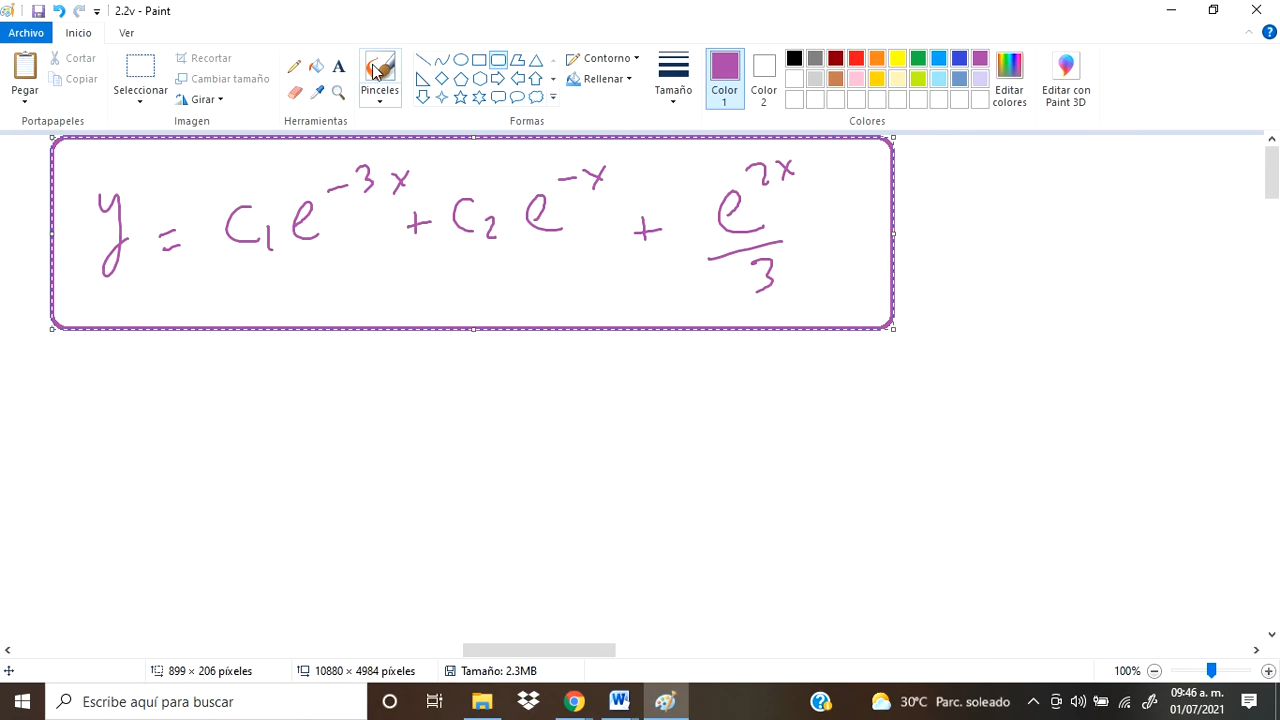 2.2v - Paint
Archivo Inicio Ver
Pegar
Cortar
Copiar
Portapapeles
Seleccionar
Recortar
Cambiar tamaño
Girar
Imagen
A
Herramientas
Pinceles
Contorno
Rellenar
Formas
Tamaño
Color 1
Color 2
Editar colores
Editar con Paint 3D
Colores
y = c₁e^(-3x) + c₂e^(-x) + e^(2x)/3
899 × 206 píxeles 10880 × 4984 píxeles Tamaño: 2.3MB 100%
Escribe aquí para buscar 30°C Parc. soleado 09:46 a. m.
01/07/2021